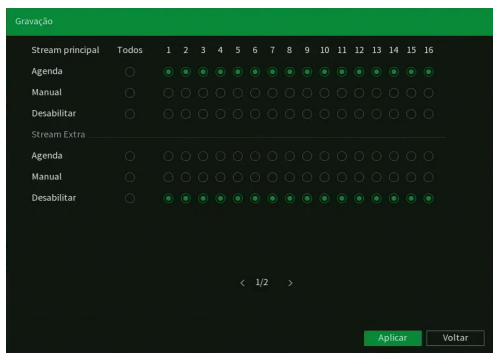 Gravação
Stream principal Todos 1 2 3 4 5 6 7 8 9 10 11 12 13 14 15 16
Agenda
Manual
Desabilitar
Stream Extra
Agenda
Manual
Desabilitar
< 1/2 >
Aplicar Voltar